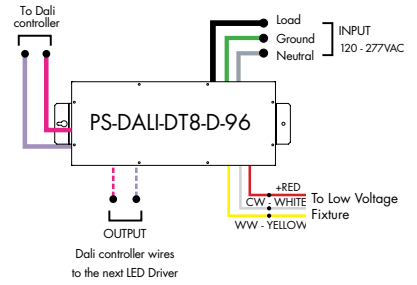 To Dali
controller
Load
Ground
Neutral
INPUT
120 - 277VAC
PS-DALI-DT8-D-96
+RED
CW - WHITE
WW - YELLOW
To Low Voltage
Fixture
OUTPUT
Dali controller wires
to the next LED Driver